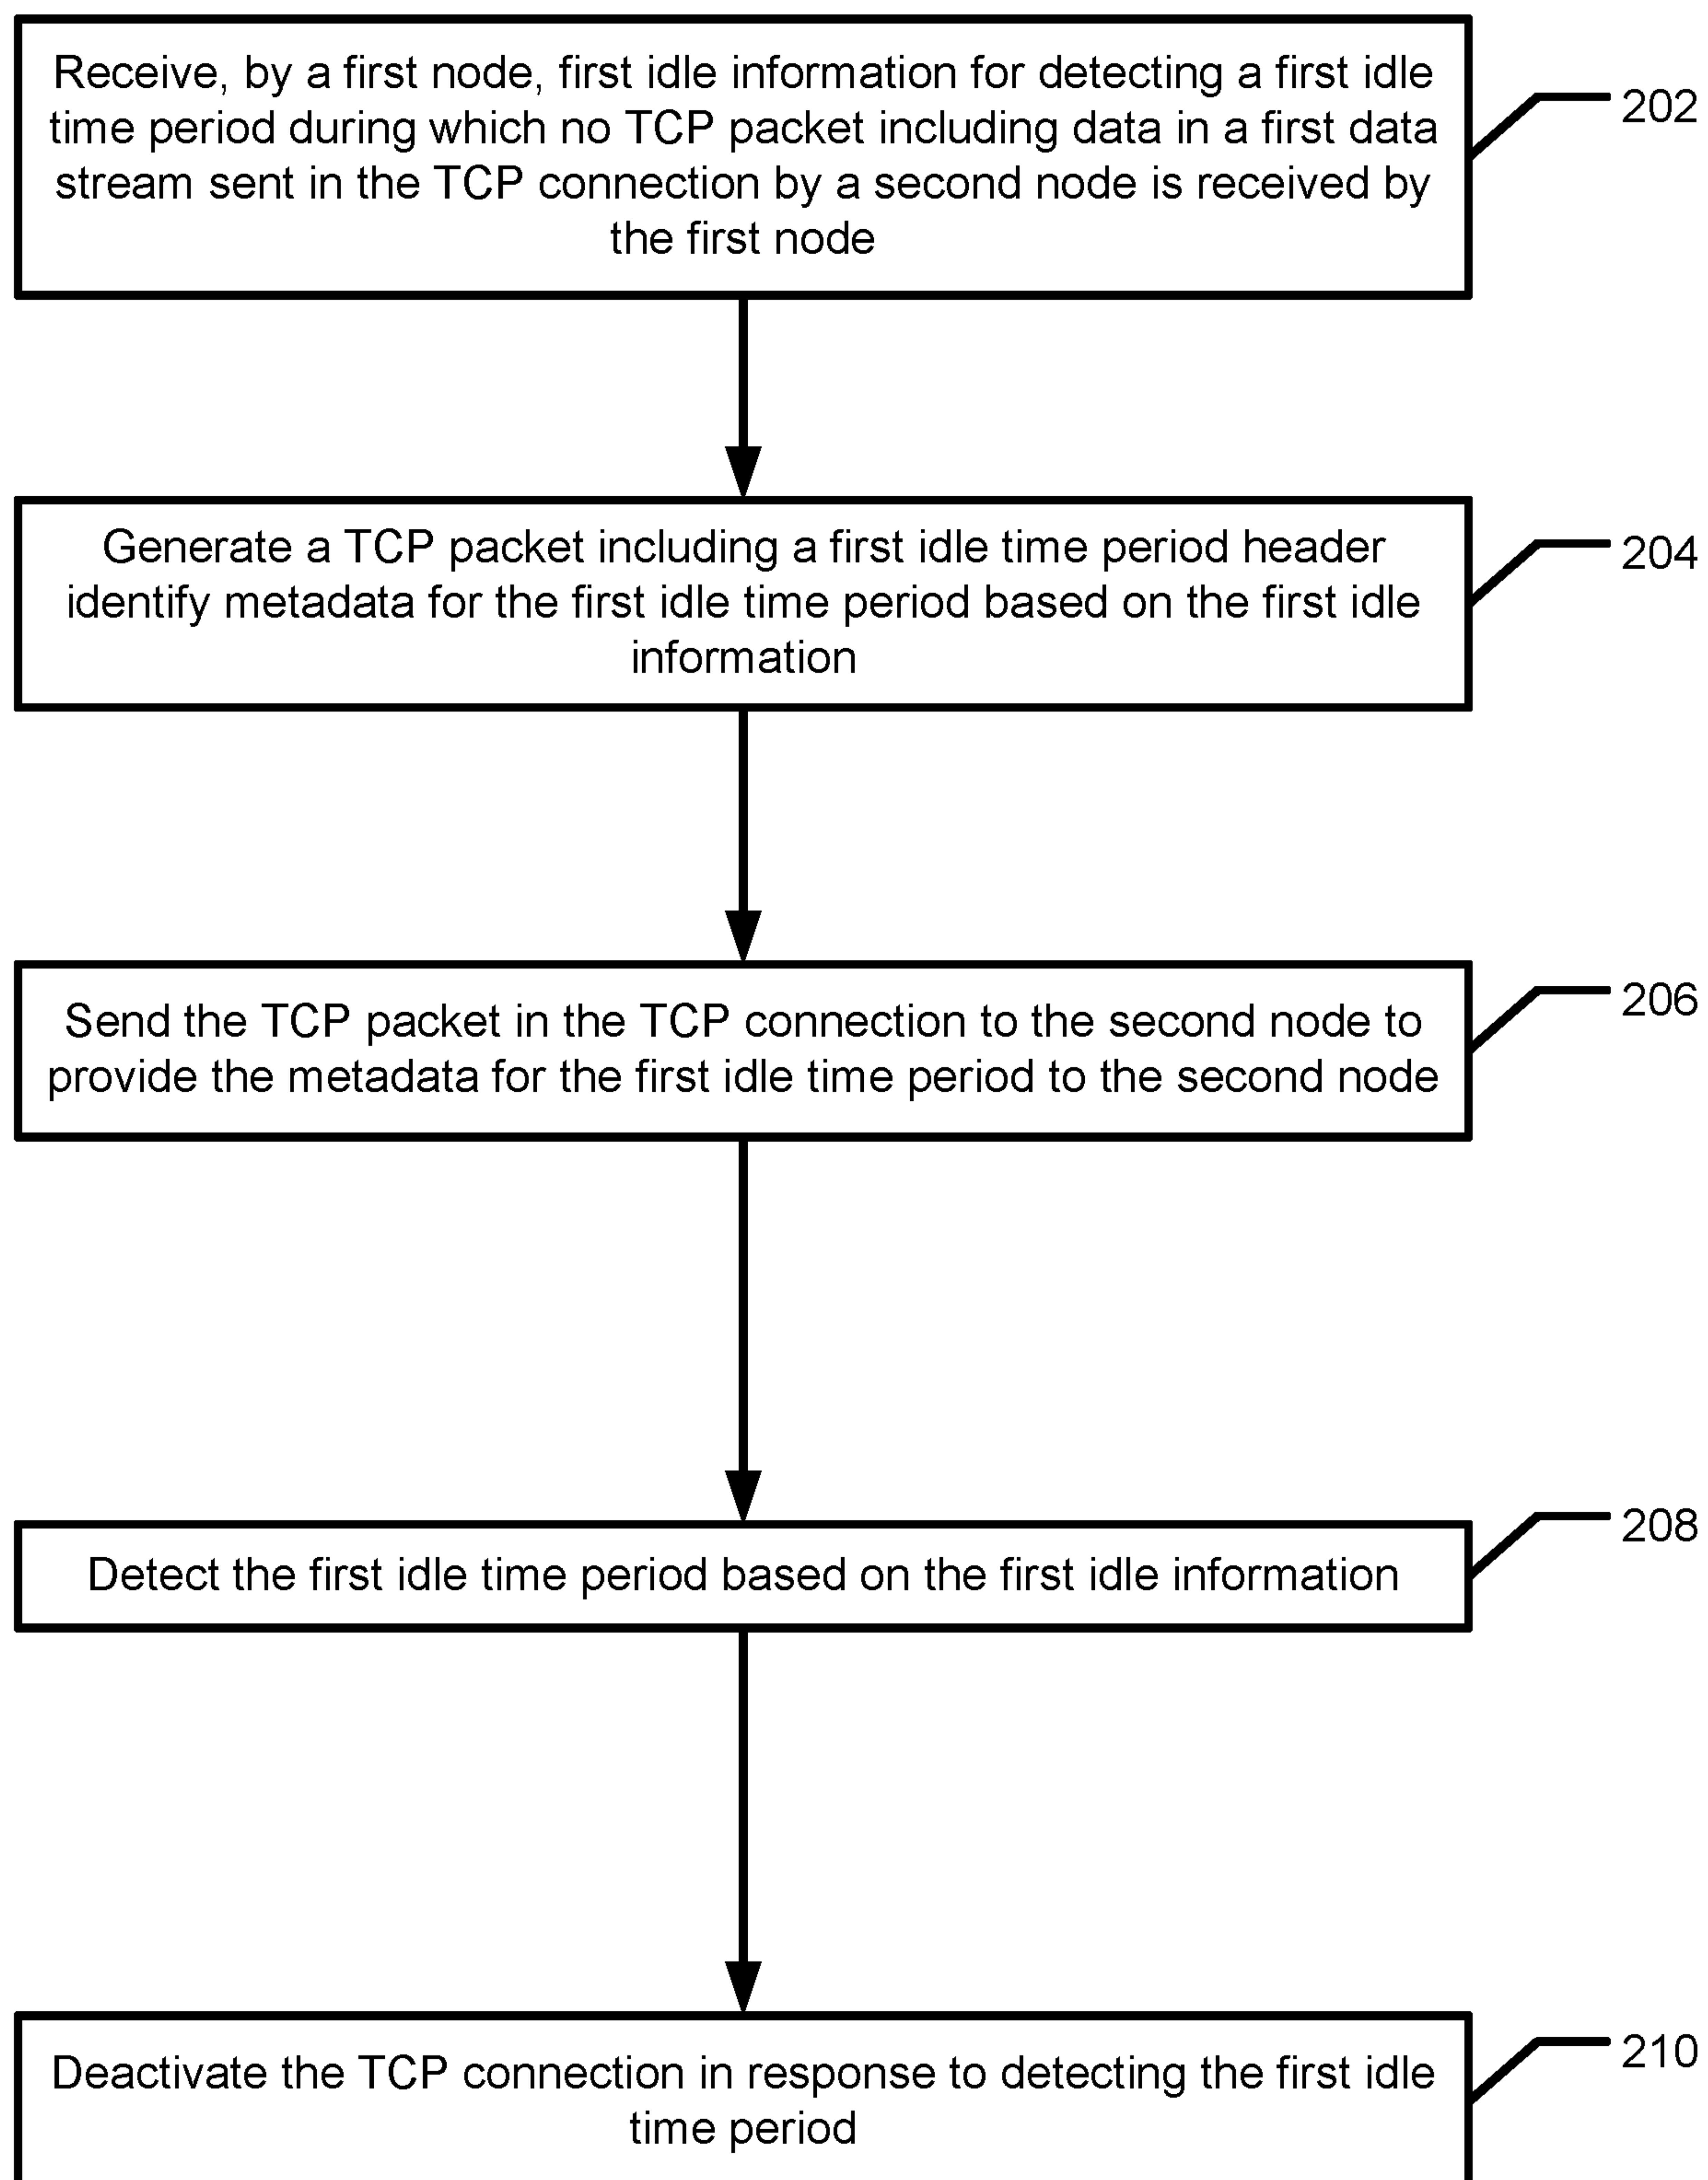 Receive, by a first node, first idle information for detecting a first idle
time period during which no TCP packet including data in a first data
stream sent in the TCP connection by a second node is received by
the first node
202
Generate a TCP packet including a first idle time period header
identify metadata for the first idle time period based on the first idle
information
204
Send the TCP packet in the TCP connection to the second node to
provide the metadata for the first idle time period to the second node
206
Detect the first idle time period based on the first idle information
208
Deactivate the TCP connection in response to detecting the first idle
time period
210